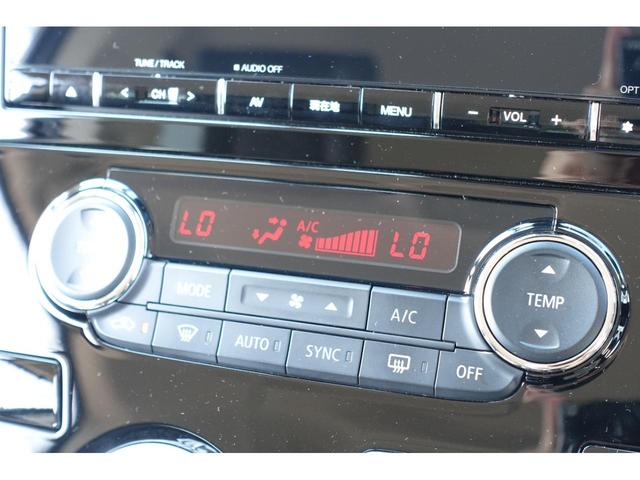 TUNE / TRACK
■ AUDIO OFF
OPT
< CH >
AV
現在地
MENU
− VOL +
LO
A/C
LO
MODE
A/C
TEMP
AUTO
SYNC
OFF